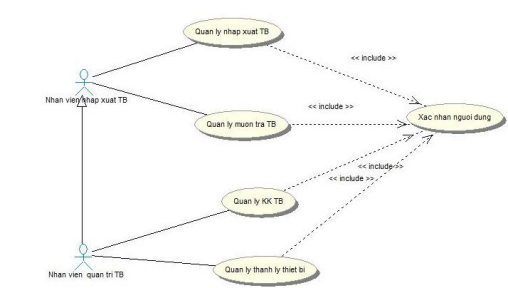 Quan ly nhap xuat TB
<< include >>
Nhan vien nhap xuat TB
<< include >>
Quan ly muon tra TB
Xac nhan nguoi dung
<< include >>
<< include >>
Quan ly KK TB
Nhan vien quan tri TB
Quan ly thanh ly thiet bi